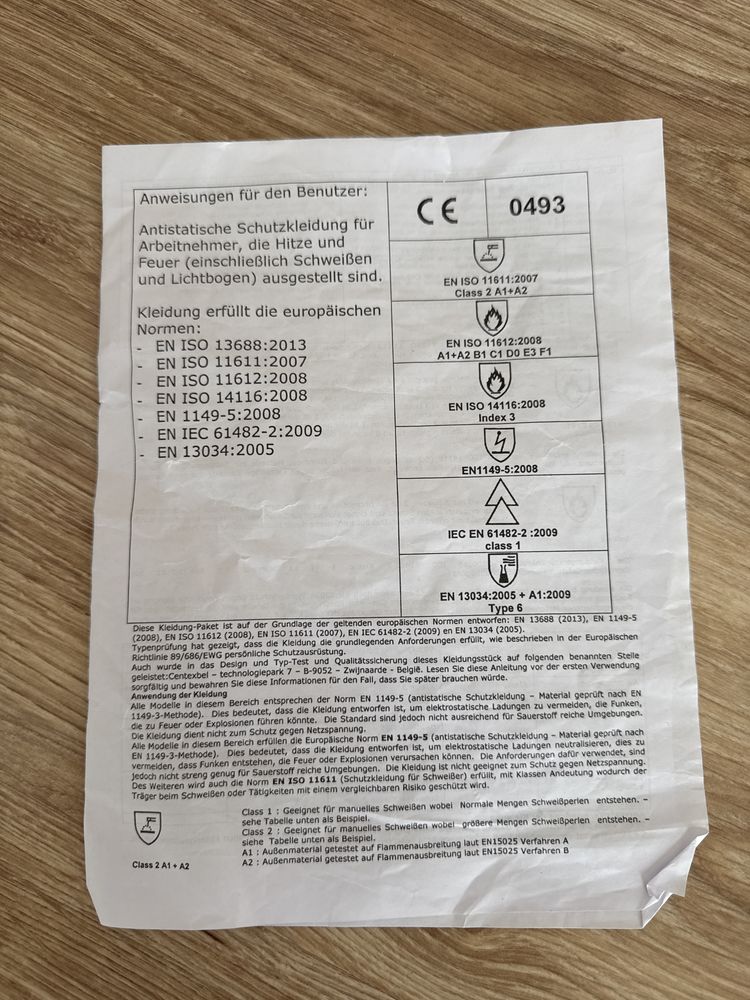 Anweisungen für den Benutzer:
Antistatische Schutzkleidung für
Arbeitnehmer, die Hitze und
Feuer (einschließlich Schweißen
und Lichtbogen) ausgestellt sind.
Kleidung erfüllt die europäischen
Normen:
- EN ISO 13688:2013
- EN ISO 11611:2007
- EN ISO 11612:2008
- EN ISO 14116:2008
- EN 1149-5:2008
- EN IEC 61482-2:2009
- EN 13034:2005
CE
0493
EN ISO 11611:2007
Class 2 A1+A2
EN ISO 11612:2008
A1+A2 B1 C1 D0 E3 F1
EN ISO 14116:2008
Index 3
EN1149-5:2008
IEC EN 61482-2 :2009
class 1
EN 13034:2005 + A1:2009
Type 6
Diese Kleidung-Paket ist auf der Grundlage der geltenden europäischen Normen entworfen: EN 13688 (2013), EN 1149-5
(2008), EN ISO 11612 (2008), EN ISO 11611 (2007), EN IEC 61482-2 (2009) en EN 13034 (2005).
Typenprüfung hat gezeigt, dass die Kleidung die grundlegenden Anforderungen erfüllt, wie beschrieben in der Europäischen
Richtlinie 89/686/EWG persönliche Schutzausrüstung.
Auch wurde in das Design und Typ-Test und Qualitätssicherung dieses Kleidungsstück auf folgenden benannten Stelle
geleistet:Centexbel – technologiepark 7 – B-9052 – Zwijnaarde - België. Lesen Sie diese Anleitung vor der ersten Verwendung
sorgfältig und bewahren Sie diese Informationen für den Fall, dass Sie später brauchen würde.
Anwendung der Kleidung
Alle Modelle in diesem Bereich entsprechen der Norm EN 1149-5 (antistatische Schutzkleidung – Material geprüft nach EN
1149-3-Methode). Dies bedeutet, dass die Kleidung entworfen ist, um elektrostatische Ladungen zu vermeiden, die Funken,
die zu Feuer oder Explosionen führen könnte. Die Standard sind jedoch nicht ausreichend für Sauerstoff reiche Umgebungen.
Die Kleidung dient nicht zum Schutz gegen Netzspannung.
Alle Modelle in diesem Bereich erfüllen die Europäische Norm EN 1149-5 (antistatische Schutzkleidung – Material geprüft nach
EN 1149-3-Methode). Dies bedeutet, dass die Kleidung entworfen ist, um elektrostatische Ladungen neutralisieren, dies zu
vermeiden, dass Funken entstehen, die Feuer oder Explosionen verursachen können. Die Anforderungen dafür verwendet, sind
jedoch nicht streng genug für Sauerstoff reiche Umgebungen. Die Kleidung ist nicht geeignet zum Schutz gegen Netzspannung.
Des Weiteren wird auch die Norm EN ISO 11611 (Schutzkleidung für Schweißer) erfüllt, mit Klassen Andeutung wodurch der
Träger beim Schweißen oder Tätigkeiten mit einem vergleichbaren Risiko geschützt wird.
Class 2 A1 + A2
Class 1 : Geeignet für manuelles Schweißen wobei Normale Mengen Schweißperlen entstehen. –
siehe Tabelle unten als Beispiel.
Class 2 : Geeignet für manuelles Schweißen wobei größere Mengen Schweißperlen entstehen. –
siehe Tabelle unten als Beispiel.
A1 : Außenmaterial getestet auf Flammenausbreitung laut EN15025 Verfahren A
A2 : Außenmaterial getestet auf Flammenausbreitung laut EN15025 Verfahren B